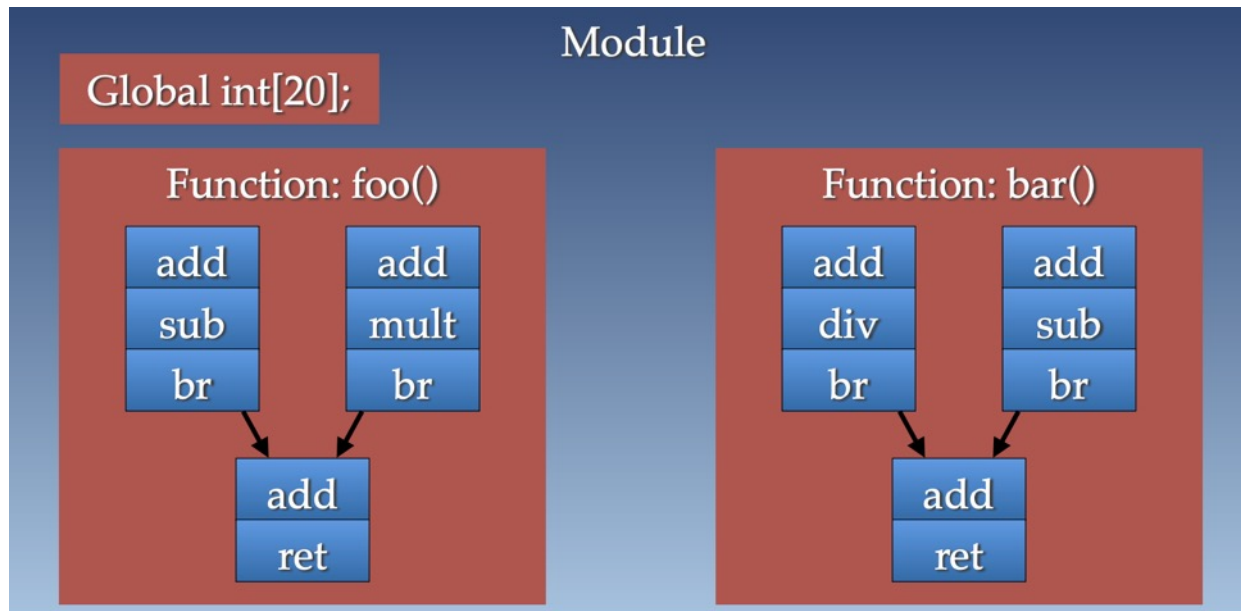 Module
Global int[20];
Function: foo()
add
sub
br
add
mult
br
add
ret
Function: bar()
add
div
br
add
sub
br
add
ret